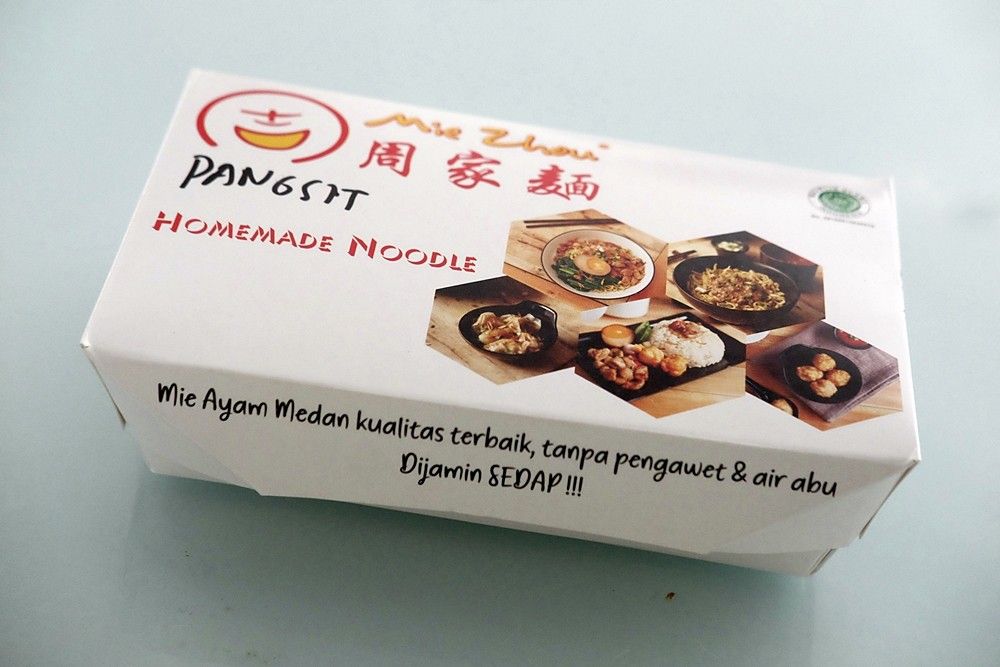 Mie Zhou
周家麵
PANGSIT
HOMEMADE NOODLE
Mie Ayam Medan kualitas terbaik, tanpa pengawet & air abu
Dijamin SEDAP !!!